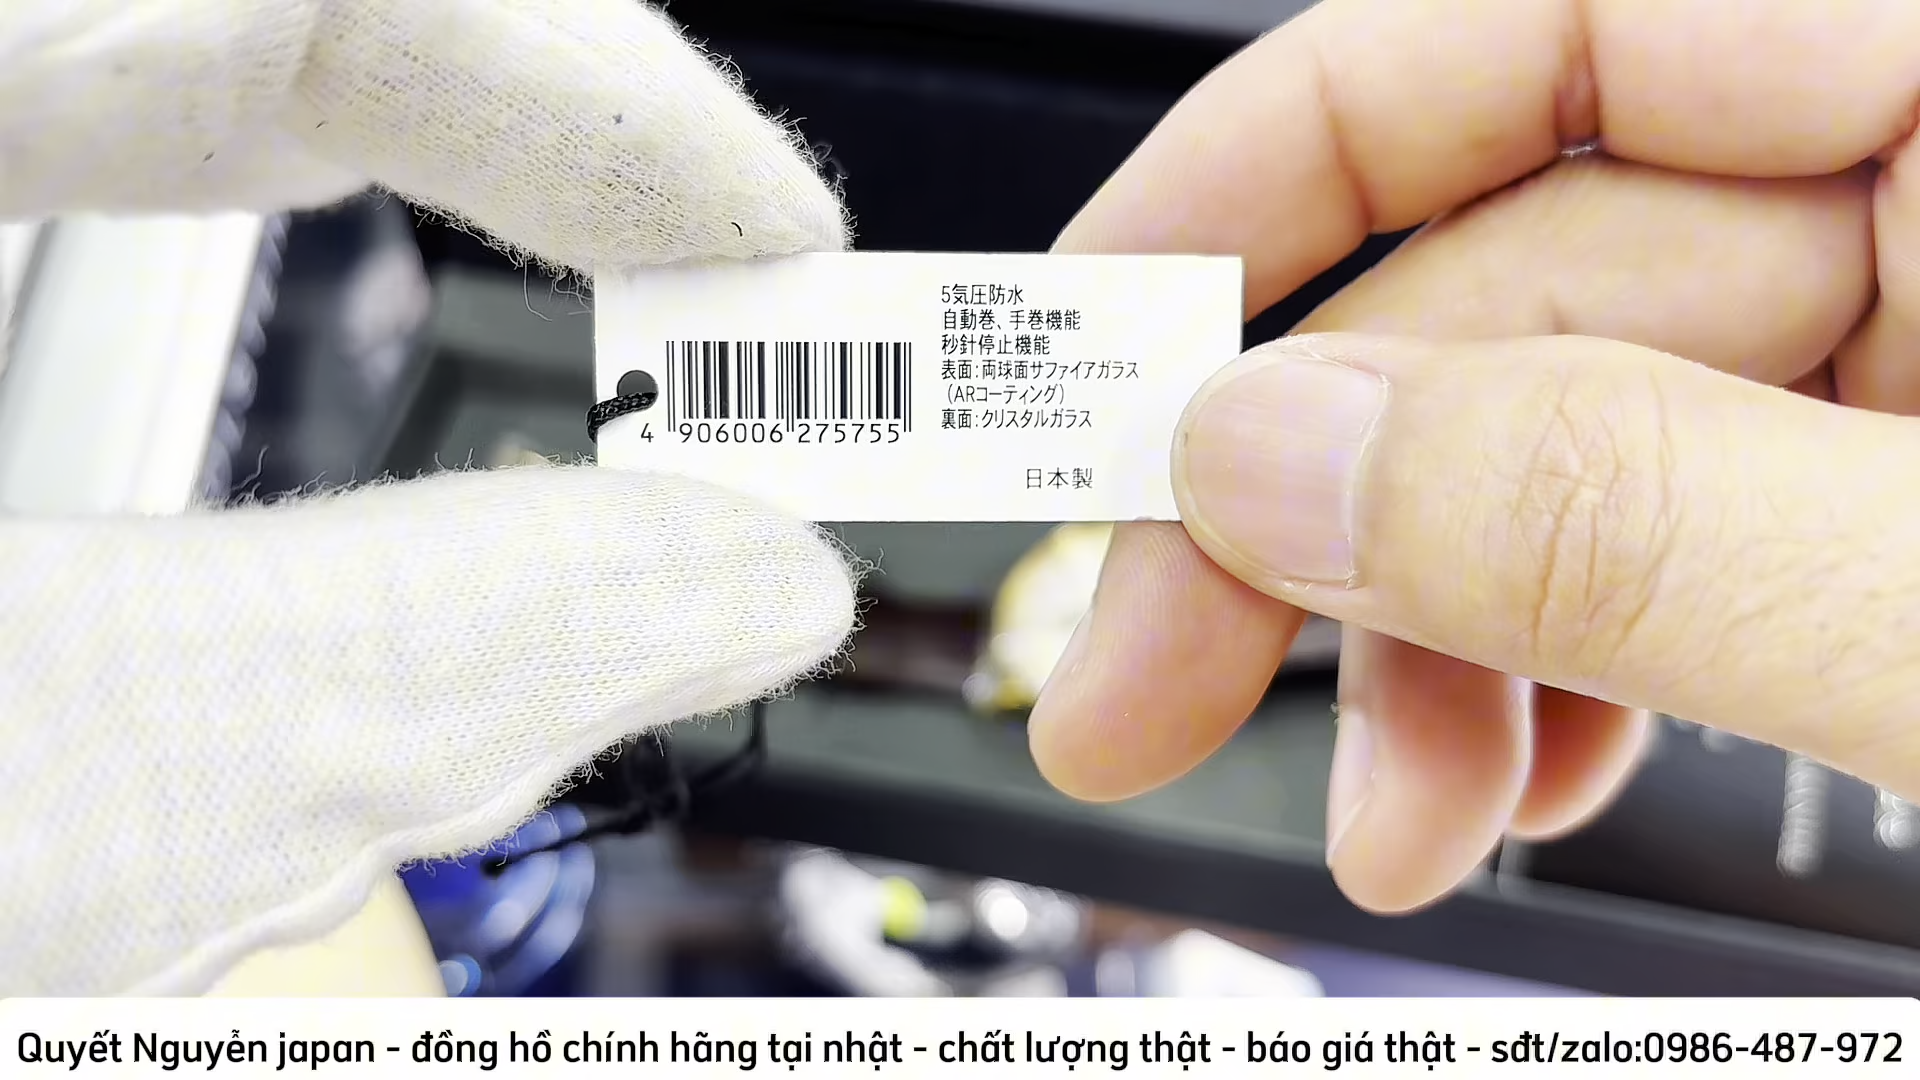 5気圧防水
自動巻、手巻機能
秒針停止機能
表面:両球面サファイアガラス
(ARコーティング)
裏面:クリスタルガラス
4 906006 275755
日本製
Quyết Nguyễn japan - đồng hồ chính hãng tại nhật - chất lượng thật - báo giá thật - sđt/zalo:0986-487-972